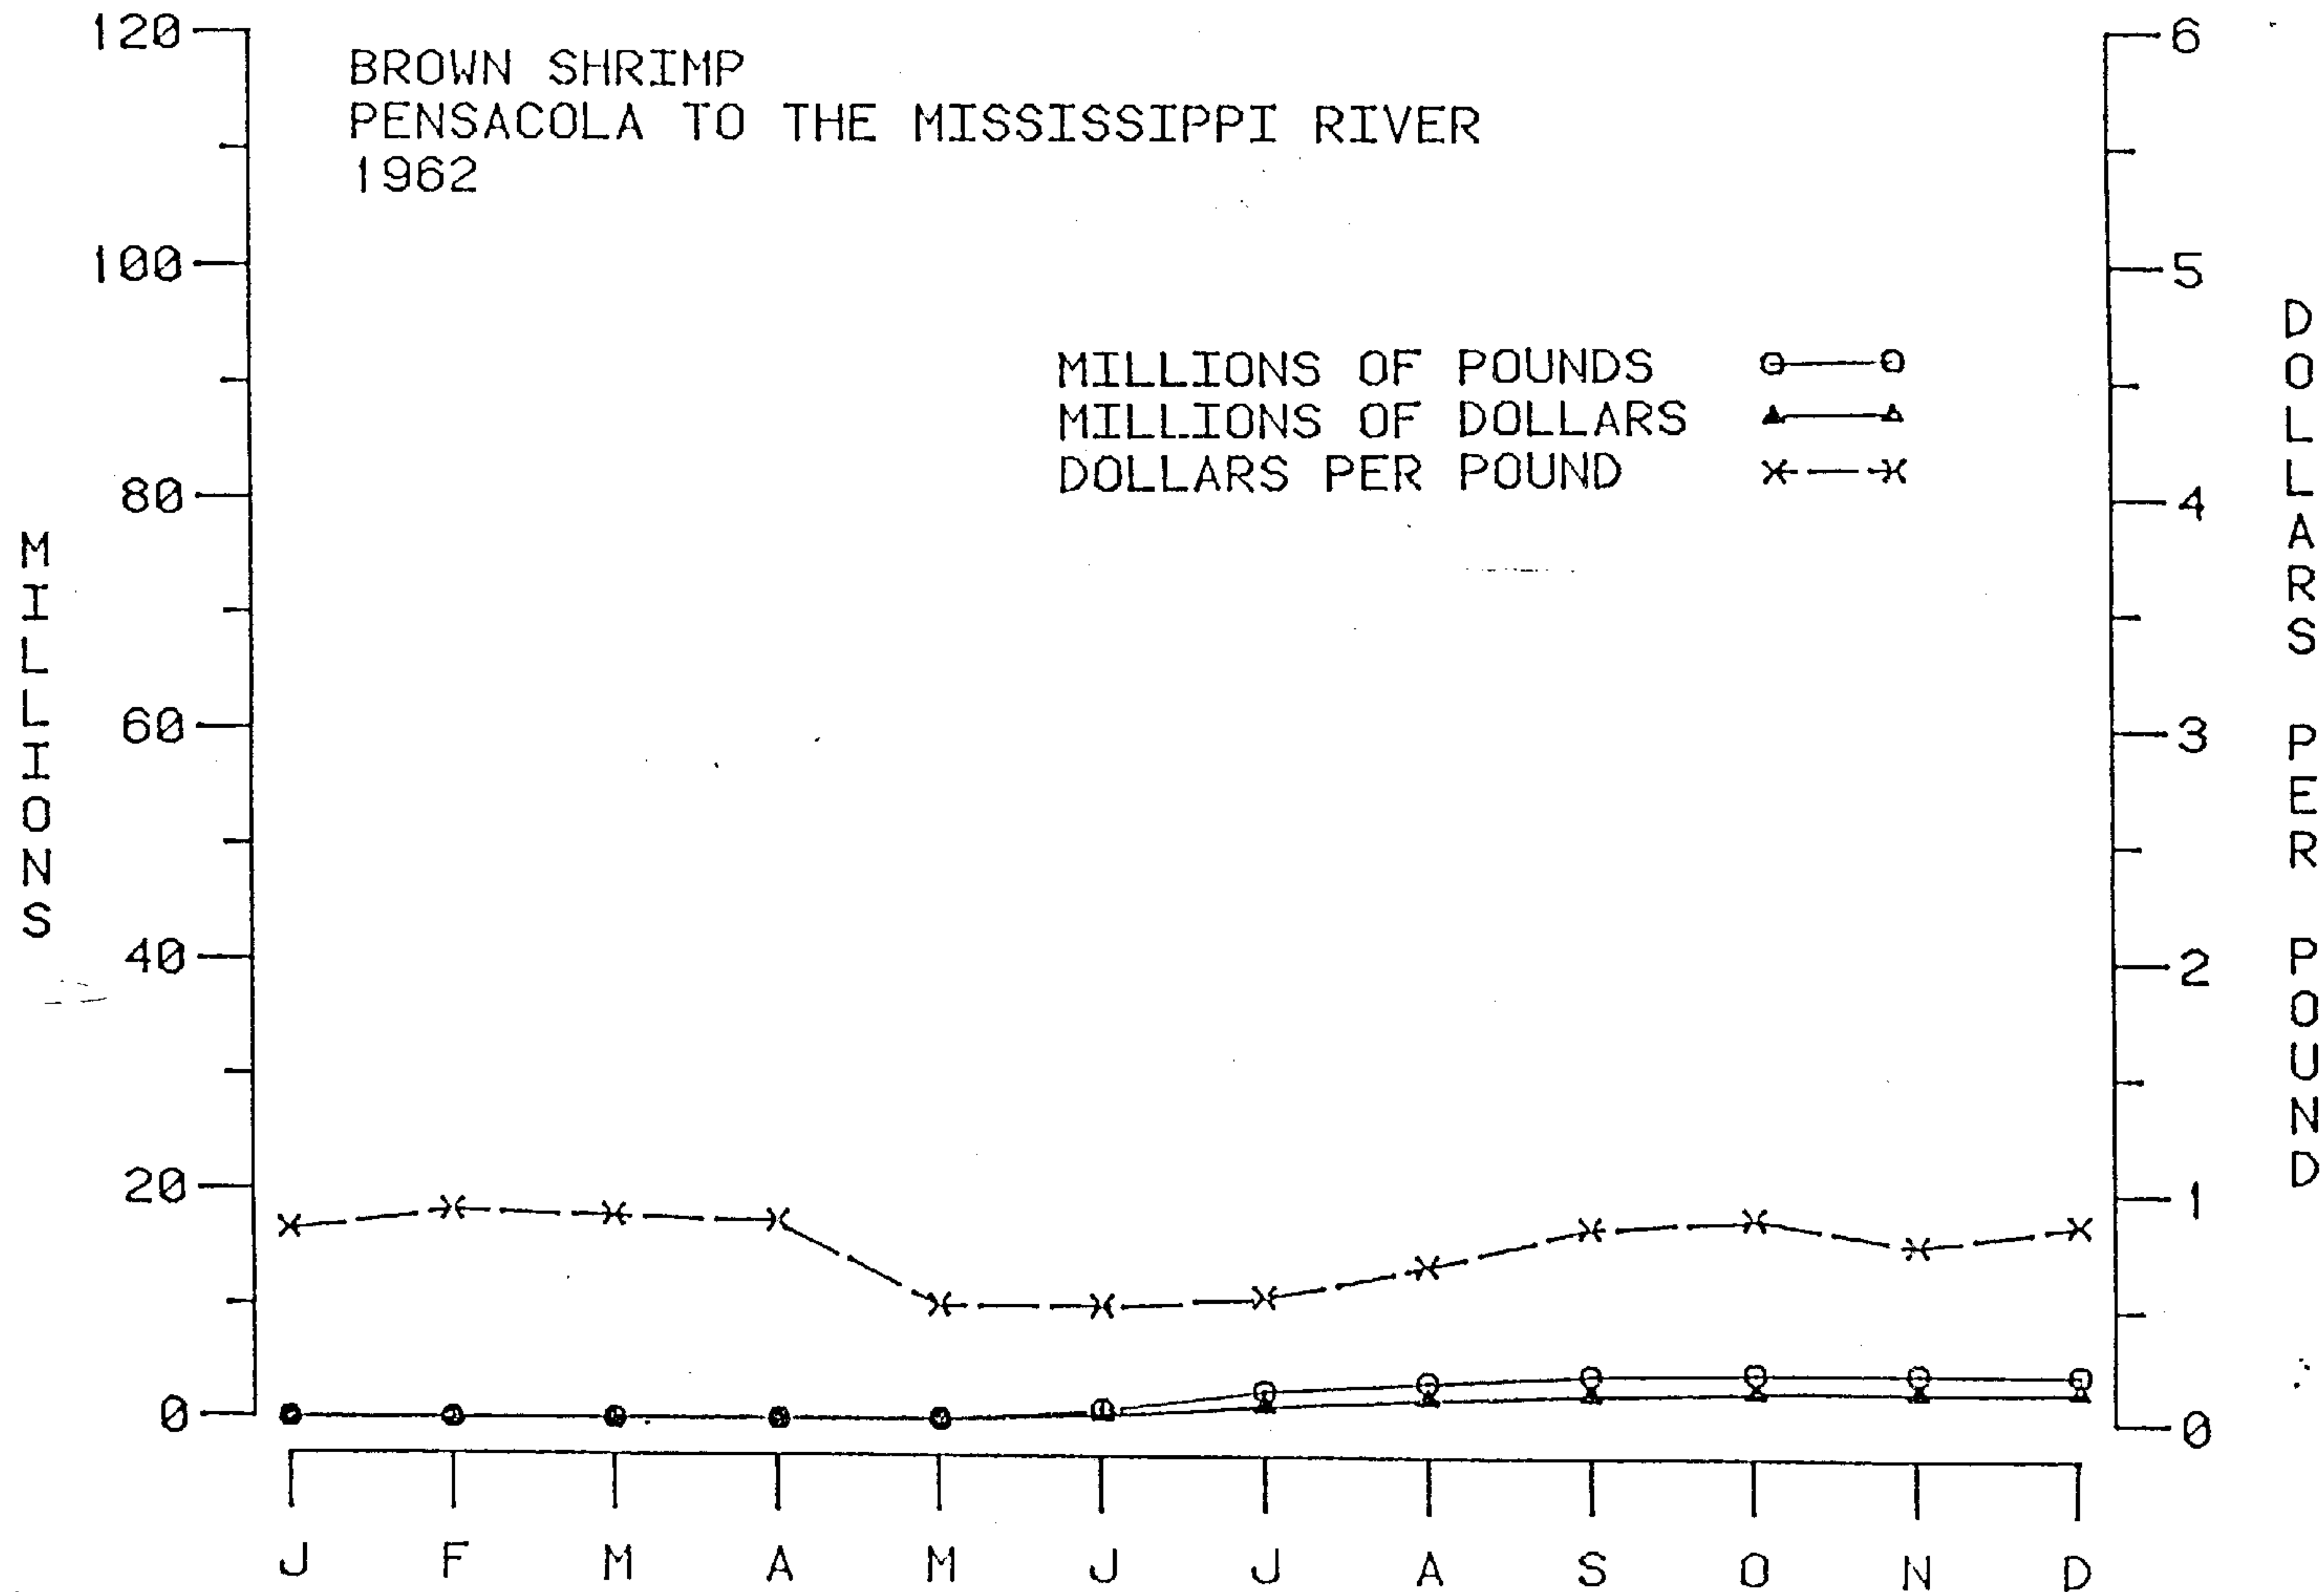 BROWN SHRIMP
PENSACOLA TO THE MISSISSIPPI RIVER
1962
MILLIONS OF POUNDS
MILLIONS OF DOLLARS
DOLLARS PER POUND
MILLIONS
120
100
80
60
40
20
0
6
5
4
3
2
1
0
DOLLARS PER POUND
J F M A M J J A S O N D